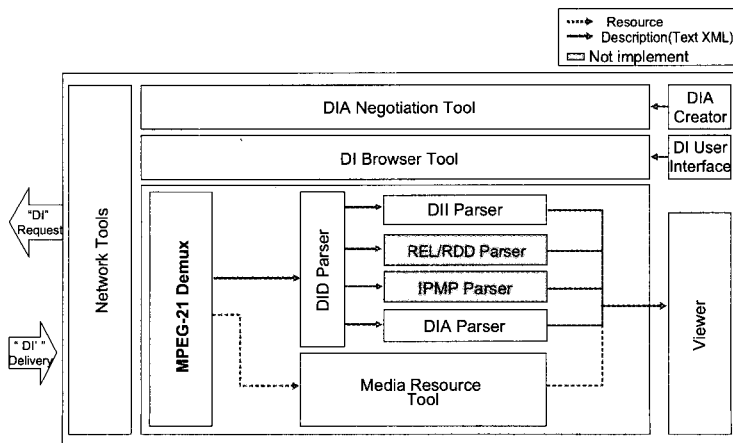 Resource
Description(Text XML)
Not implement
DIA Negotiation Tool
DIA
Creator
DI Browser Tool
DI User
Interface
"DI"
Request
Network Tools
MPEG-21 Demux
DID Parser
DII Parser
REL/RDD Parser
IPMP Parser
DIA Parser
Viewer
" DI' "
Delivery
Media Resource
Tool